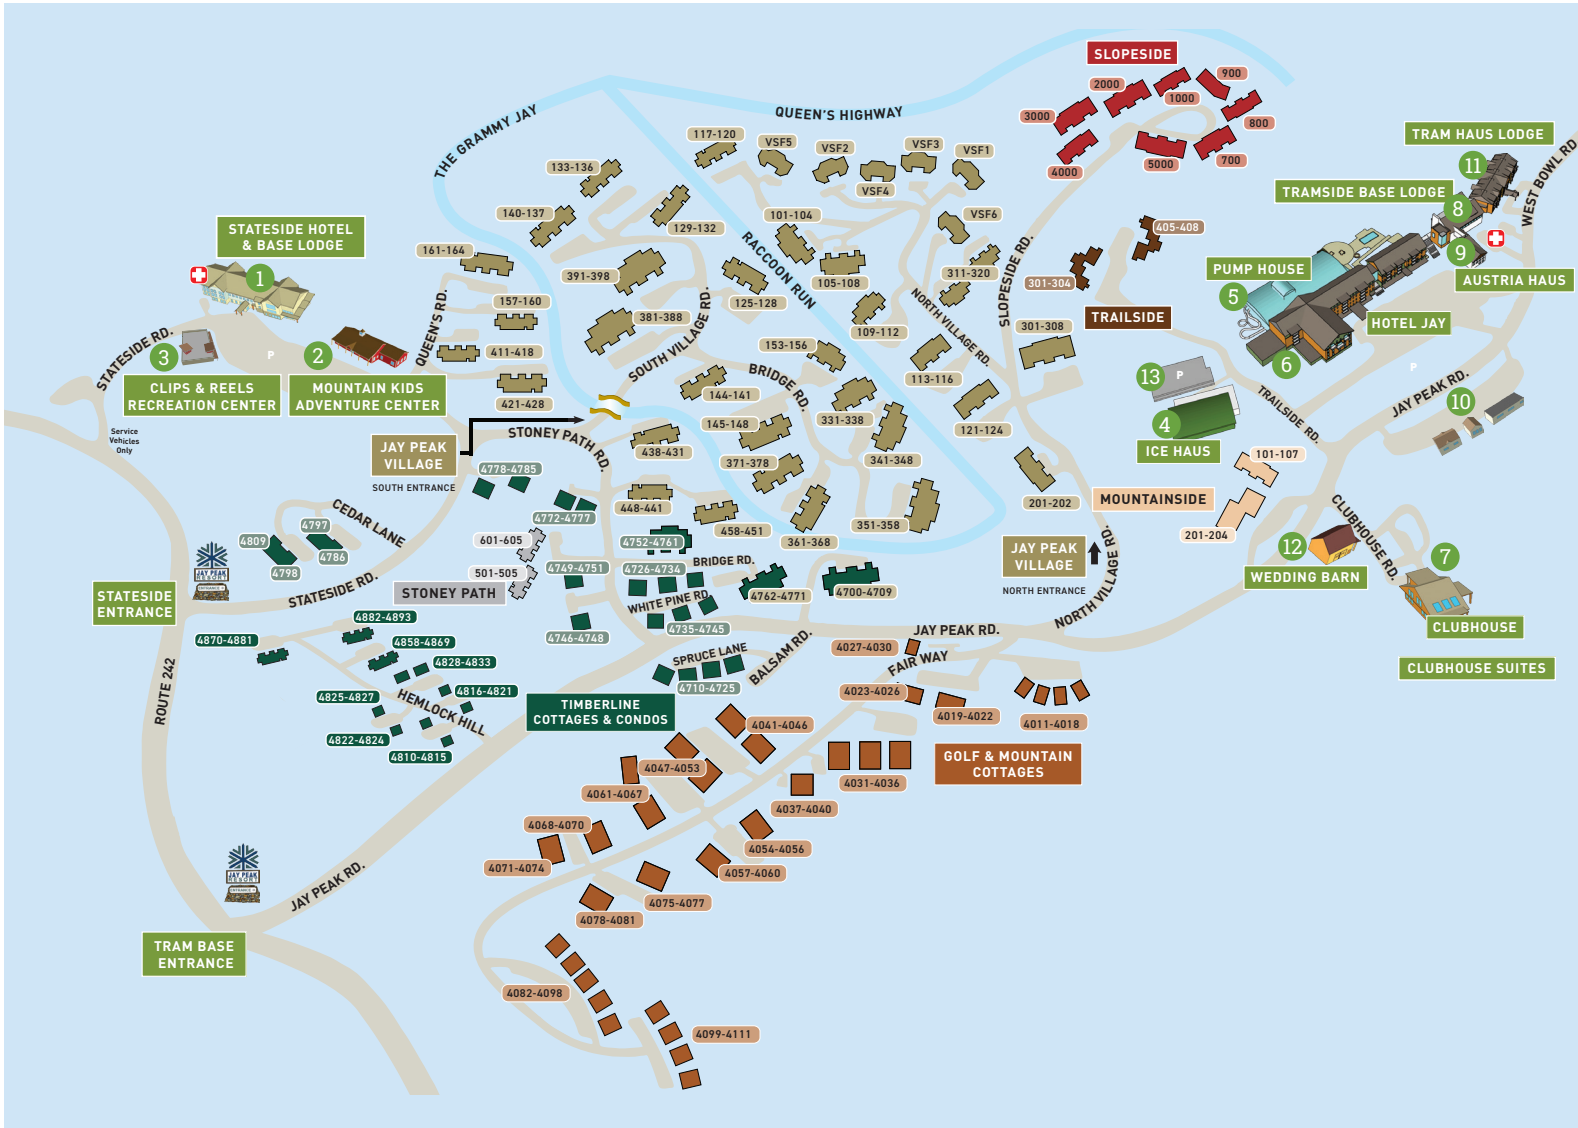 SLOPESIDE
900
2000
1000
3000
800
4000
5000
700
QUEEN'S HIGHWAY
THE GRAMMY JAY
117-120
VSF5
VSF2
VSF3
VSF1
VSF4
VSF6
133-136
140-137
129-132
101-104
161-164
391-398
125-128
105-108
311-320
RACCOON RUN
157-160
381-388
109-112
NORTH VILLAGE RD.
SLOPESIDE RD.
301-308
411-418
SOUTH VILLAGE RD.
153-156
113-116
QUEEN'S RD.
421-428
144-141
BRIDGE RD.
331-338
121-124
145-148
438-431
371-378
341-348
201-202
448-441
458-451
361-368
351-358
TRAM HAUS LODGE
11
TRAMSIDE BASE LODGE
8
WEST BOWL RD
9
AUSTRIA HAUS
PUMP HOUSE
5
HOTEL JAY
6
405-408
301-304
TRAILSIDE
13
P
P
4
ICE HAUS
TRAILSIDE RD.
JAY PEAK RD.
10
101-107
MOUNTAINSIDE
201-204
12
WEDDING BARN
CLUBHOUSE RD.
7
CLUBHOUSE
CLUBHOUSE SUITES
STATESIDE HOTEL
& BASE LODGE
1
STATESIDE RD.
3
2
P
CLIPS & REELS
RECREATION CENTER
MOUNTAIN KIDS
ADVENTURE CENTER
Service
Vehicles
Only
JAY PEAK
VILLAGE
SOUTH ENTRANCE
STONEY PATH RD.
4778-4785
4772-4777
CEDAR LANE
4797
4786
4809
4798
601-605
501-505
STONEY PATH
4752-4761
4749-4751
4726-4734
BRIDGE RD.
WHITE PINE RD
4762-4771
4700-4709
4746-4748
4735-4745
JAY PEAK
VILLAGE
NORTH ENTRANCE
NORTH VILLAGE RD.
JAY PEAK
RESORT
STATESIDE
ENTRANCE
STATESIDE RD.
4882-4893
4870-4881
4858-4869
4828-4833
4816-4821
4825-4827
HEMLOCK HILL
4822-4824
4810-4815
ROUTE 242
SPRUCE LANE
4710-4725
BALSAM RD.
JAY PEAK RD.
TIMBERLINE
COTTAGES & CONDOS
4027-4030
FAIR WAY
4023-4026
4019-4022
4011-4018
4041-4046
GOLF & MOUNTAIN
COTTAGES
4047-4053
4031-4036
4061-4067
4037-4040
4068-4070
4054-4056
4071-4074
4057-4060
4075-4077
4078-4081
4082-4098
4099-4111
JAY PEAK
RESORT
JAY PEAK RD.
TRAM BASE
ENTRANCE